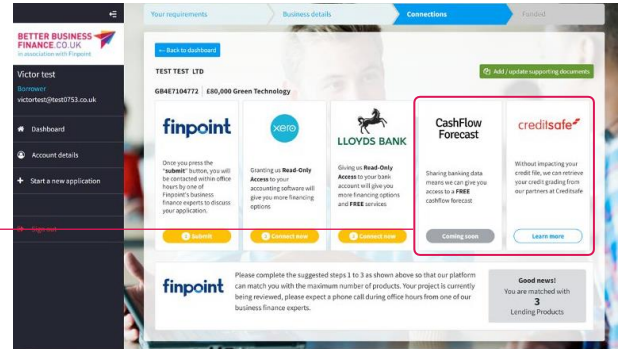 Your requirements
Business details
Connections
Funded
BETTER BUSINESS
FINANCE.CO.UK
In association with Finpoint
Victor test
Borrower
victortest@test0753.co.uk
Dashboard
Account details
Start a new application
Sign out
← Back to dashboard
TEST TEST LTD
Add / update supporting documents
GB4E7104772 £80,000 Green Technology
finpoint
Once you press the
"submit" button, you will
be contacted within office
hours by one of
Finpoint's business
finance experts to discuss
your application.
1 Submit
xero
Granting us Read-Only
Access to your
accounting software will
give you more financing
options
2 Connect now
LLOYDS BANK
Giving us Read-Only
Access to your bank
account will give you
more financing options
and FREE services
3 Connect now
CashFlow
Forecast
Sharing banking data
means we can give you
access to a FREE
cashflow forecast
Coming soon
creditsafe
Without impacting your
credit file, we can retrieve
your credit grading from
our partners at Creditsafe
Learn more
finpoint
Please complete the suggested steps 1 to 3 as shown above so that our platform
can match you with the maximum number of products. Your project is currently
being reviewed, please expect a phone call during office hours from one of our
business finance experts.
Good news!
You are matched with
3
Lending Products